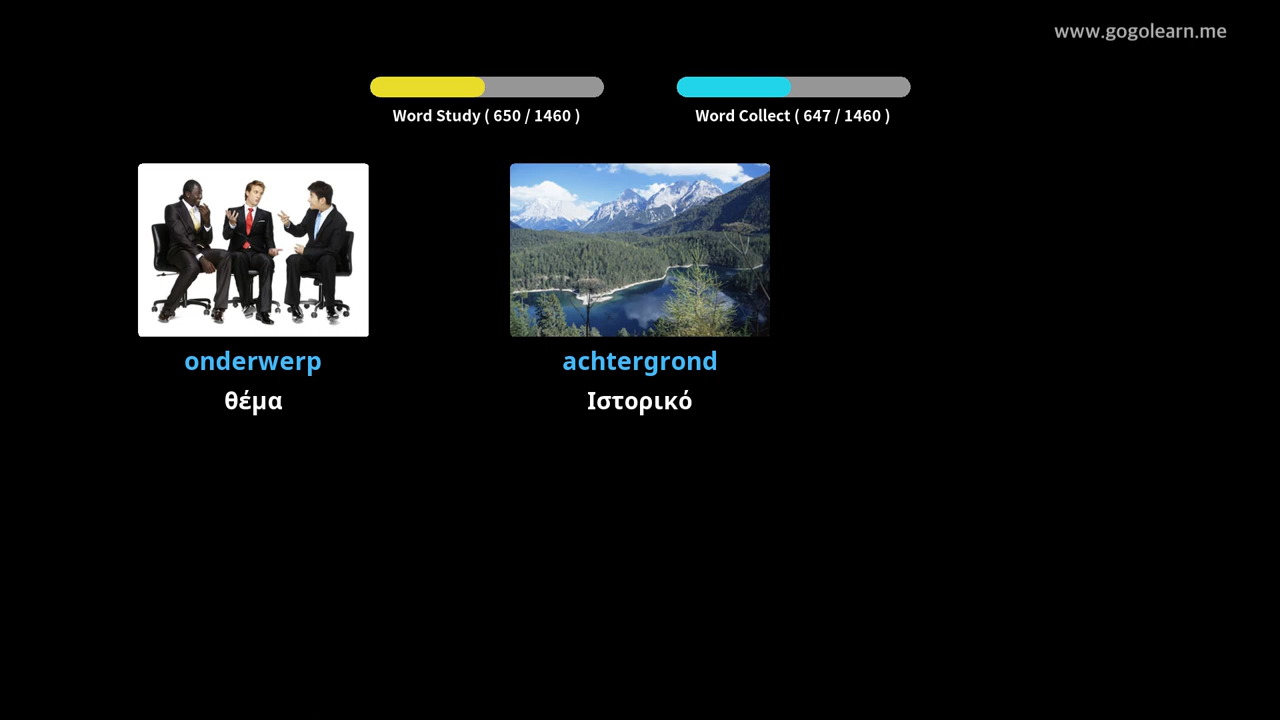 www.gogolearn.me
Word Study ( 650 / 1460 )
Word Collect ( 647 / 1460 )
onderwerp
θέμα
achtergrond
Ιστορικό